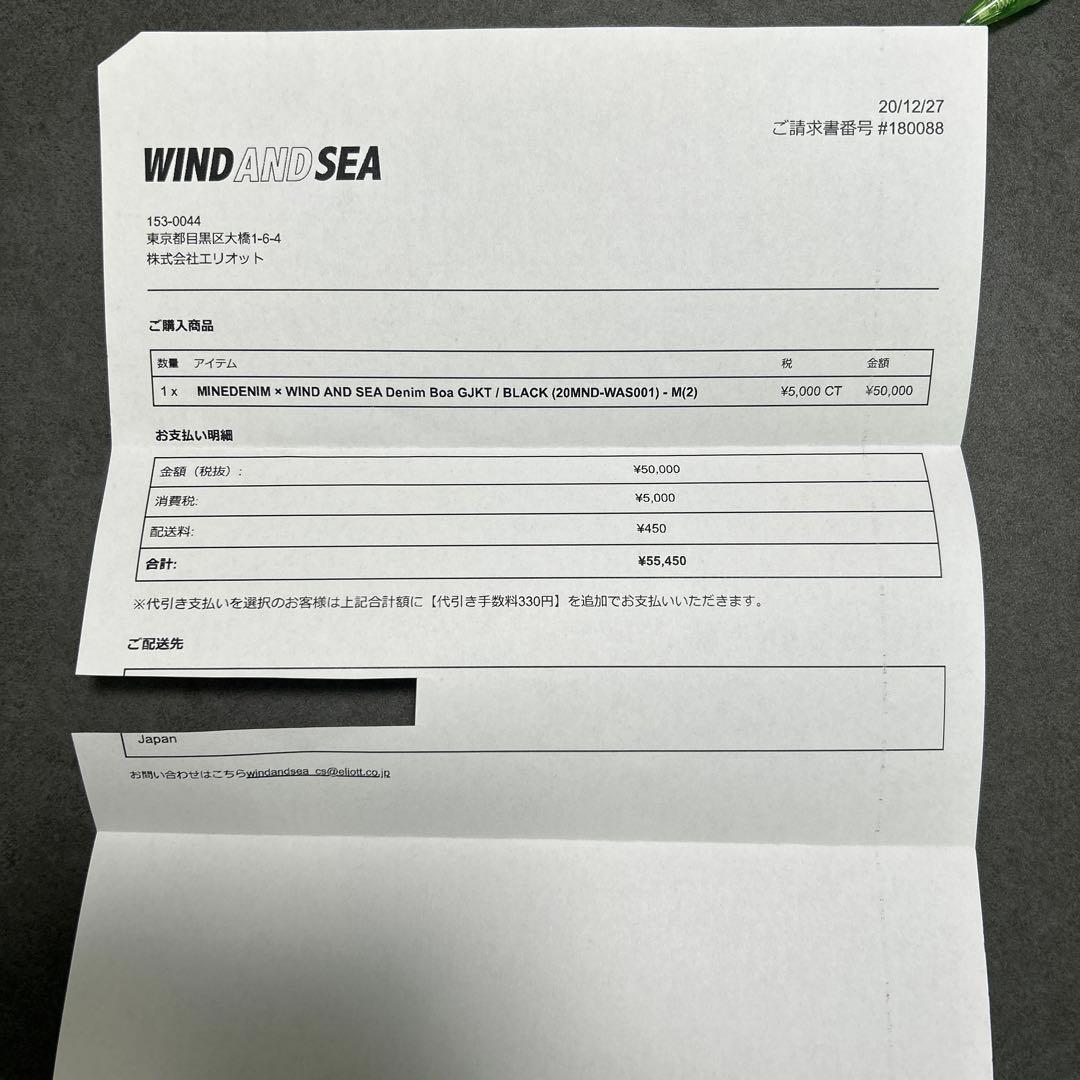 20/12/27
ご請求書番号 #180088
WIND AND SEA
153-0044
東京都目黒区大橋1-6-4
株式会社エリオット
ご購入商品
数量 アイテム 税 金額
1 x MINEDENIM × WIND AND SEA Denim Boa GJKT / BLACK (20MND-WAS001) - M(2) ¥5,000 CT ¥50,000
お支払い明細
金額（税抜）: ¥50,000
消費税: ¥5,000
配送料: ¥450
合計: ¥55,450
※代引き支払いを選択のお客様は上記合計額に【代引き手数料330円】を追加でお支払いいただきます。
ご配送先
Japan
お問い合わせはこちらwindandsea_cs@eliott.co.jp